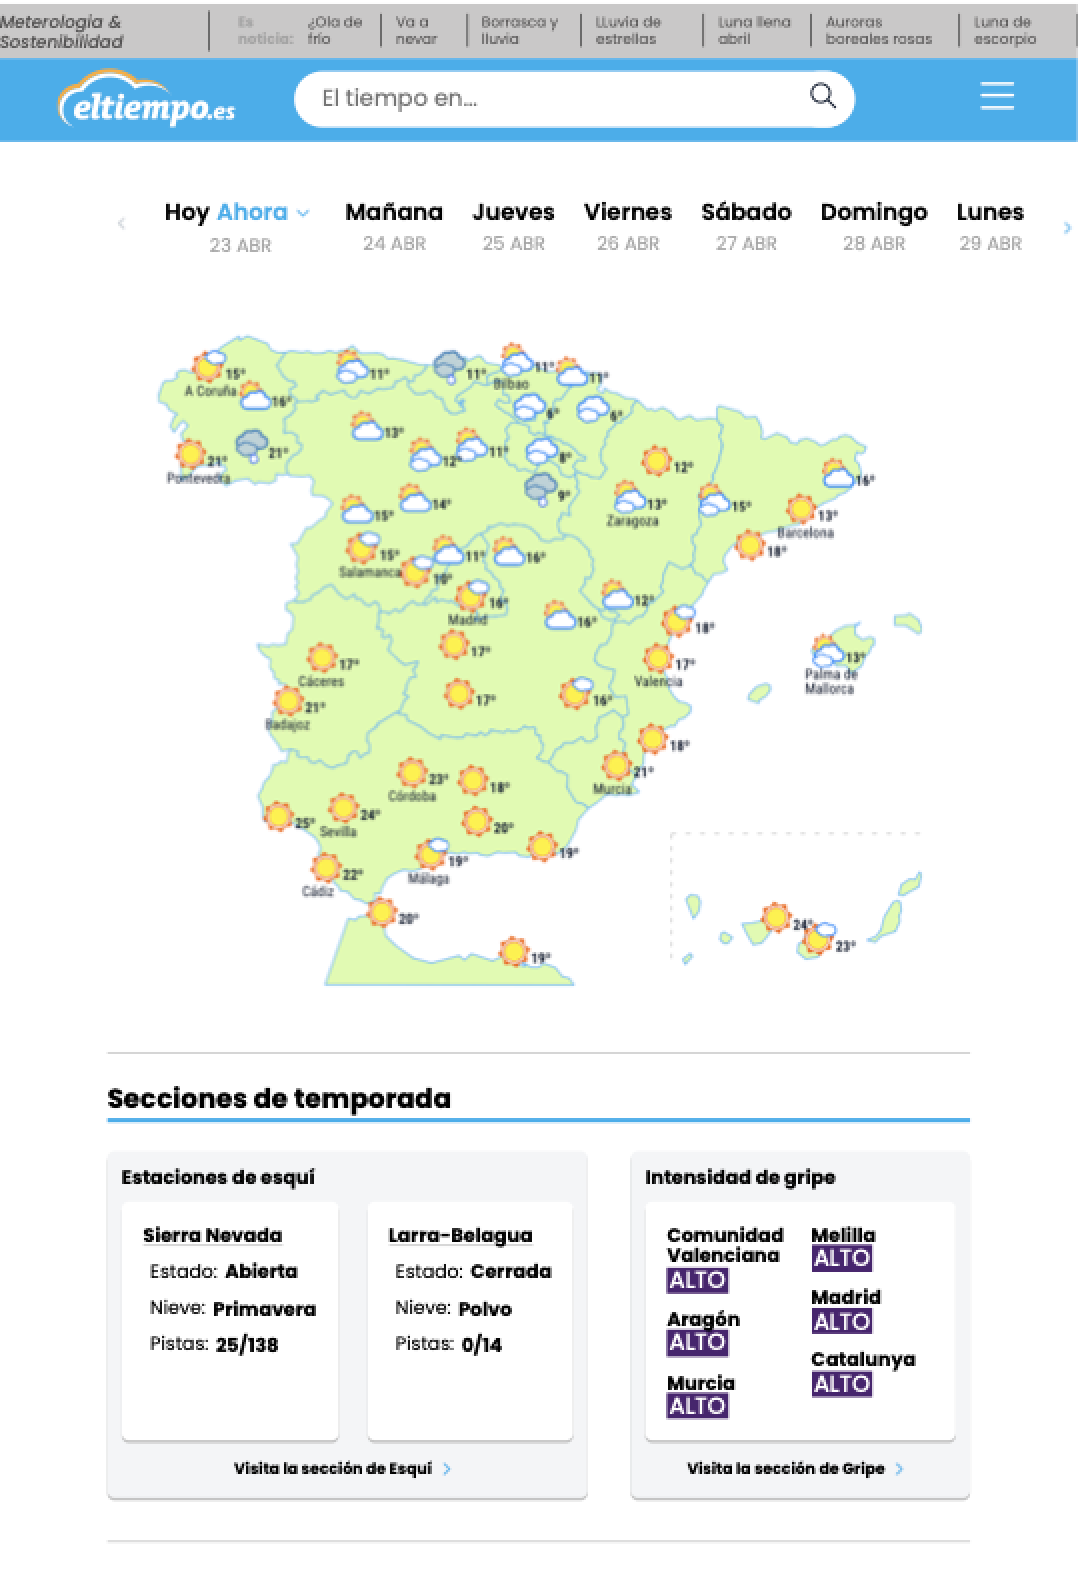 Meterologia &
Sostenibilidad
Es
noticia:
¿Ola de
frío
Va a
nevar
Borrasca y
lluvia
LLuvia de
estrellas
Luna llena
abril
Auroras
boreales rosas
Luna de
escorpio
eltiempo.es
El tiempo en...
Hoy Ahora
23 ABR
Mañana
24 ABR
Jueves
25 ABR
Viernes
26 ABR
Sábado
27 ABR
Domingo
28 ABR
Lunes
29 ABR
15°
A Coruña
16°
11°
11°
11°
Bilbao
11°
6°
6°
21°
Pontevedra
21°
13°
12°
11°
8°
9°
12°
13°
Zaragoza
15°
16°
13°
Barcelona
18°
15°
14°
15°
Salamanca
10°
11°
16°
16°
Madrid
16°
12°
18°
17°
17°
Valencia
13°
Palma de
Mallorca
17°
Cáceres
21°
Badajoz
17°
16°
18°
21°
Murcia
23°
Córdoba
18°
25°
24°
Sevilla
20°
19°
22°
Cádiz
19°
Málaga
20°
19°
24°
23°
Secciones de temporada
Estaciones de esquí
Sierra Nevada
Estado: Abierta
Nieve: Primavera
Pistas: 25/138
Larra-Belagua
Estado: Cerrada
Nieve: Polvo
Pistas: 0/14
Visita la sección de Esquí
Intensidad de gripe
Comunidad
Valenciana
ALTO
Aragón
ALTO
Murcia
ALTO
Melilla
ALTO
Madrid
ALTO
Catalunya
ALTO
Visita la sección de Gripe